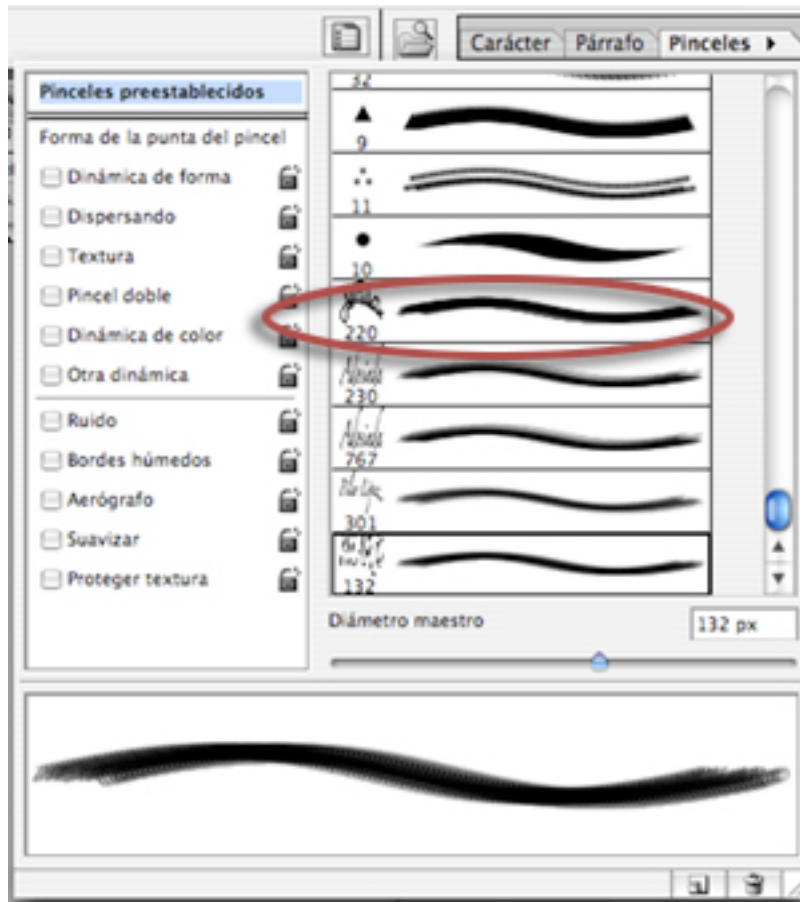 Carácter Párrafo Pinceles
Pinceles preestablecidos
Forma de la punta del pincel
Dinámica de forma
Dispersando
Textura
Pincel doble
Dinámica de color
Otra dinámica
Ruido
Bordes húmedos
Aerógrafo
Suavizar
Proteger textura
32
9
11
10
220
230
767
301
132
Diámetro maestro
132 px